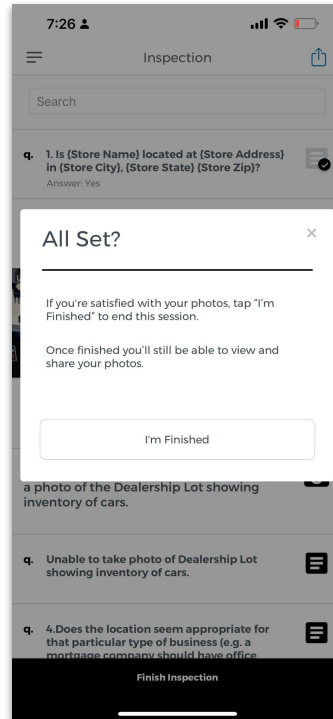 7:26
Inspection
Search
q. 1. Is {Store Name} located at {Store Address}
in {Store City}, {Store State} {Store Zip}?
Answer: Yes
All Set?
If you're satisfied with your photos, tap "I'm
Finished" to end this session.
Once finished you'll still be able to view and
share your photos.
I'm Finished
a photo of the Dealership Lot showing
inventory of cars.
q. Unable to take photo of Dealership Lot
showing inventory of cars.
q. 4.Does the location seem appropriate for
that particular type of business (e.g. a
mortgage company should have office
Finish Inspection